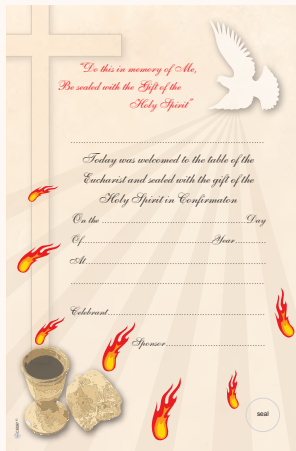 “Do this in memory of Me,
Be sealed with the Gift of the
Holy Spirit”
Today was welcomed to the table of the
Eucharist and sealed with the gift of the
Holy Spirit in Confirmaton
On the Day
Of Year
At
Celebrant
Sponsor
seal